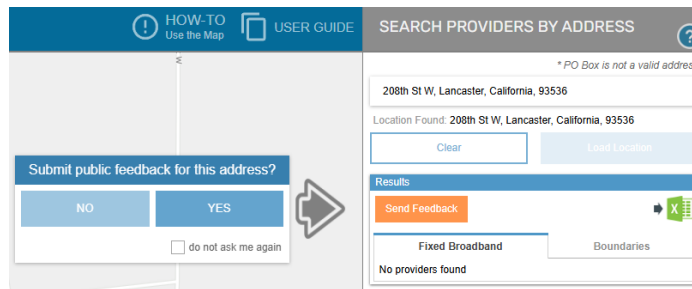 HOW-TO
Use the Map
USER GUIDE
SEARCH PROVIDERS BY ADDRESS
?
* PO Box is not a valid addres
208th St W, Lancaster, California, 93536
Location Found: 208th St W, Lancaster, California, 93536
Clear
Load Location
Submit public feedback for this address?
NO
YES
do not ask me again
Results
Send Feedback
X
Fixed Broadband
Boundaries
No providers found